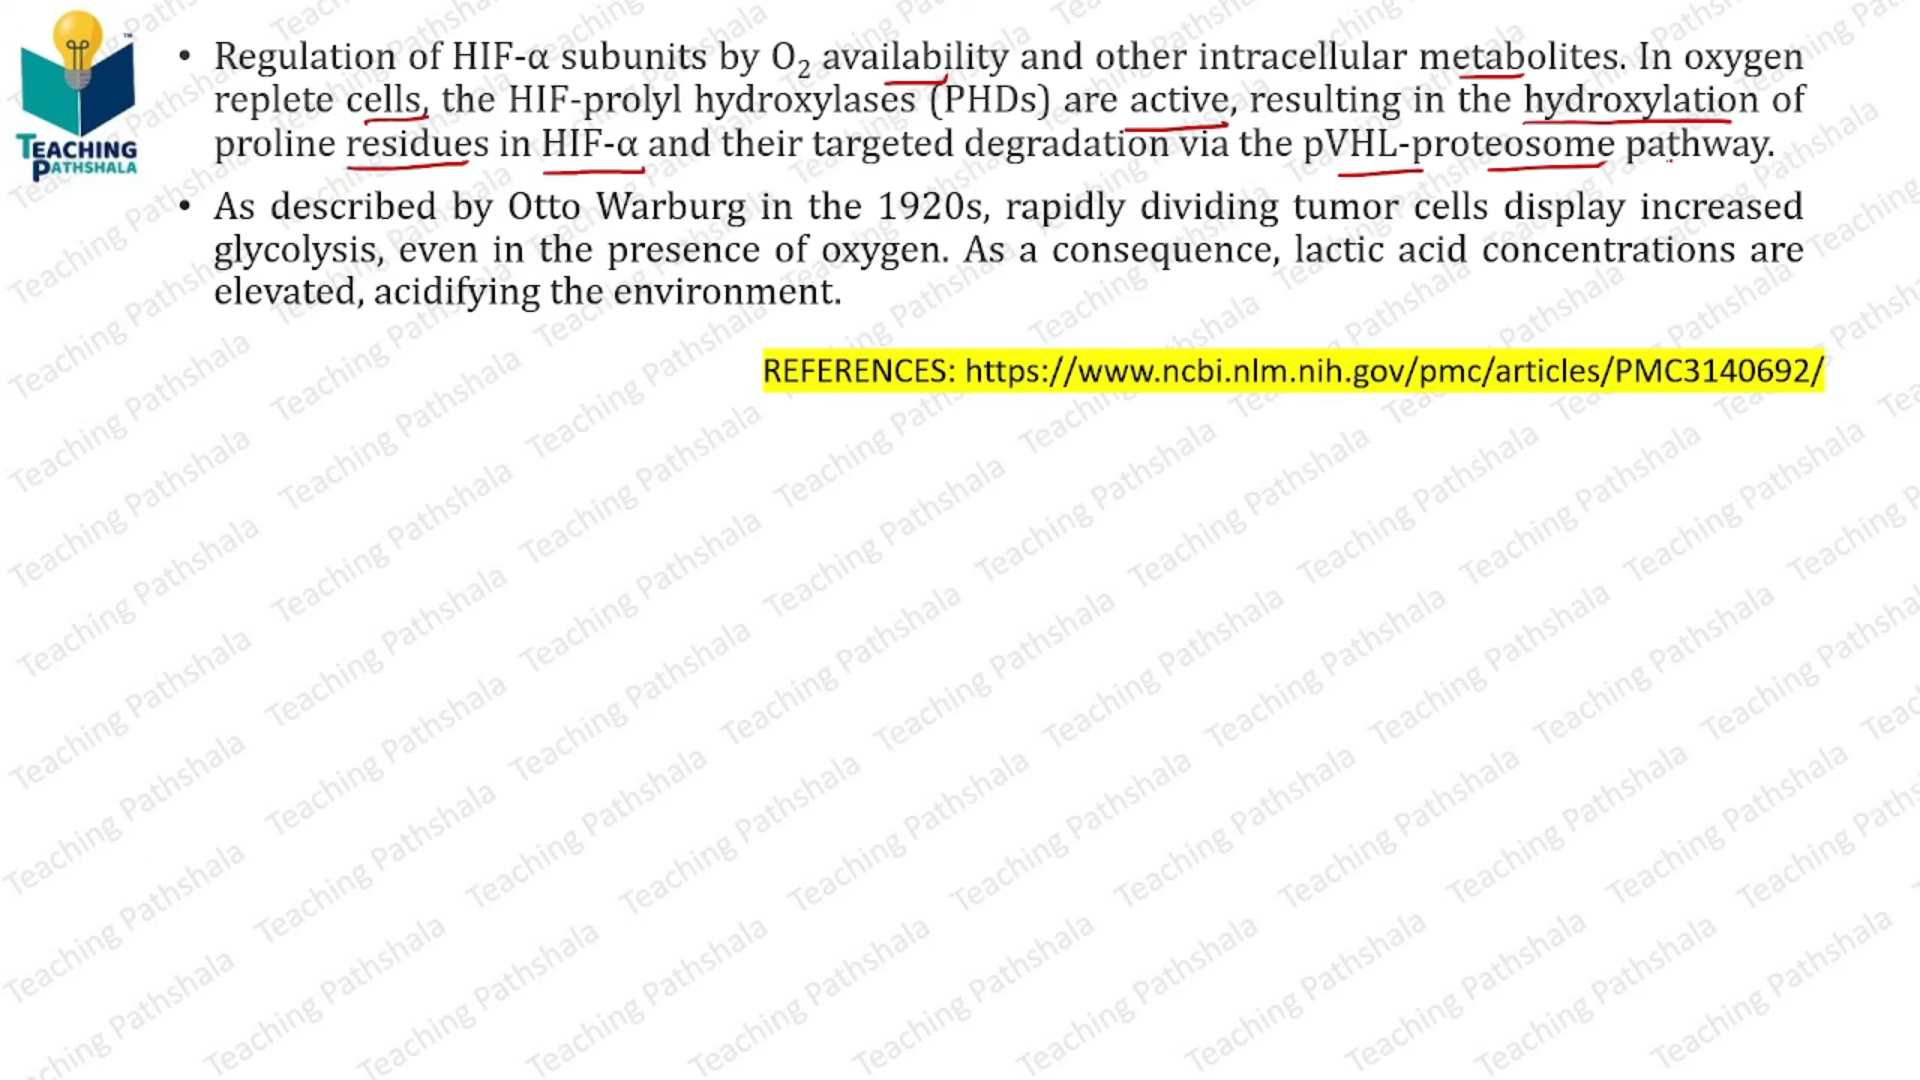 TEACHING
PATHSHALA
• Regulation of HIF-α subunits by O₂ availability and other intracellular metabolites. In oxygen
replete cells, the HIF-prolyl hydroxylases (PHDs) are active, resulting in the hydroxylation of
proline residues in HIF-α and their targeted degradation via the pVHL-proteosome pathway.
• As described by Otto Warburg in the 1920s, rapidly dividing tumor cells display increased
glycolysis, even in the presence of oxygen. As a consequence, lactic acid concentrations are
elevated, acidifying the environment.
REFERENCES: https://www.ncbi.nlm.nih.gov/pmc/articles/PMC3140692/
Teaching Pathshala